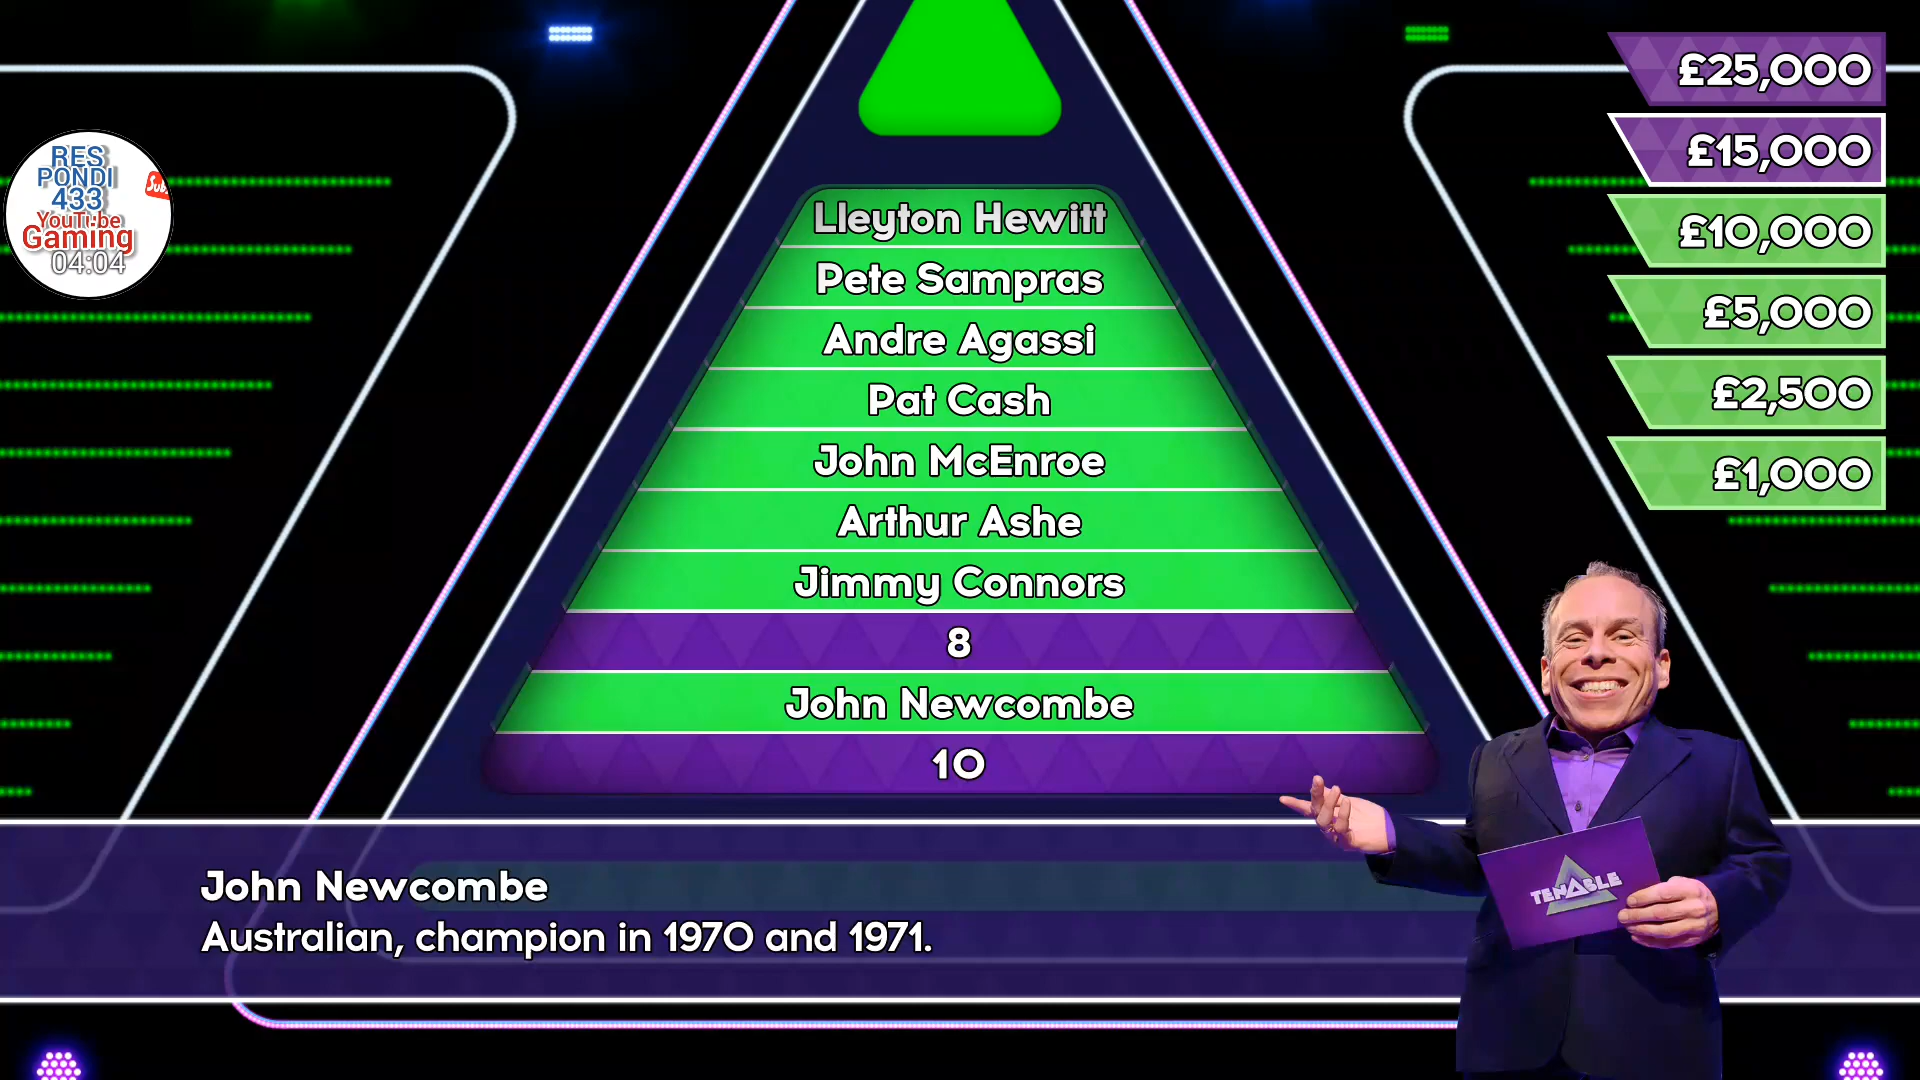 £25,000
£15,000
£10,000
£5,000
£2,500
£1,000
RES
PONDI
433
YouTube
Gaming
04:04
Sub
Lleyton Hewitt
Pete Sampras
Andre Agassi
Pat Cash
John McEnroe
Arthur Ashe
Jimmy Connors
8
John Newcombe
10
TENABLE
John Newcombe
Australian, champion in 1970 and 1971.